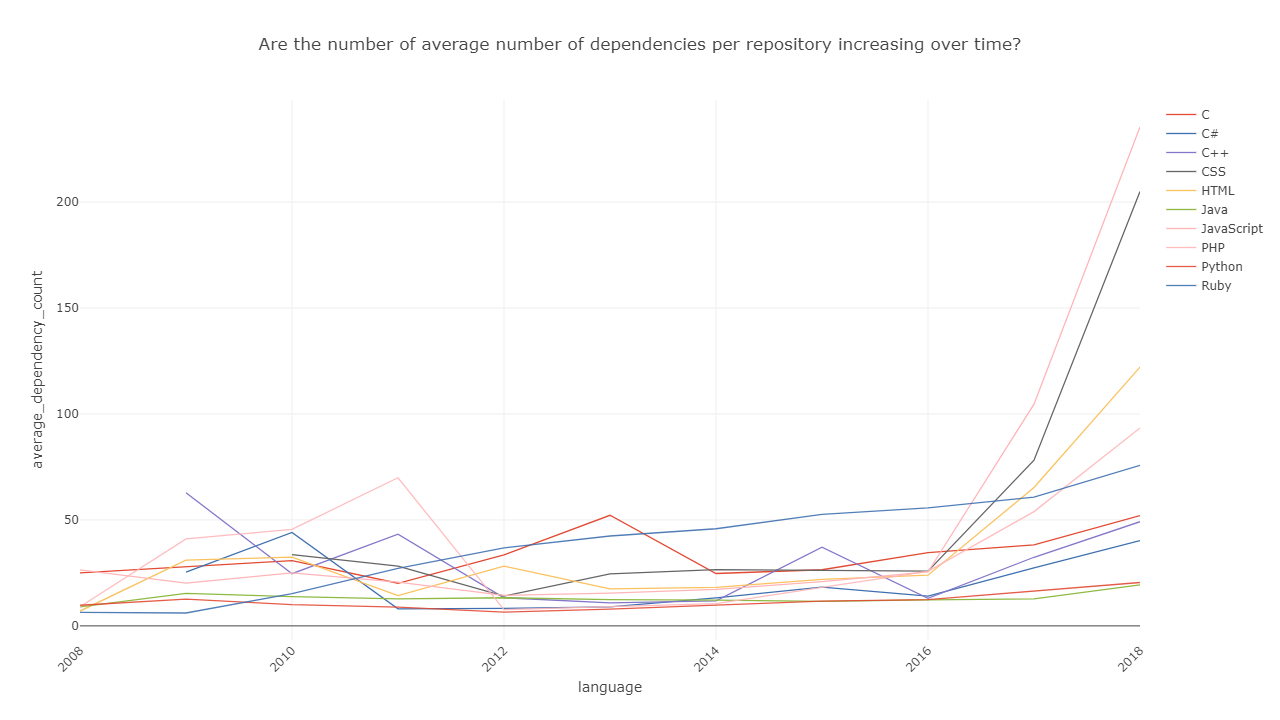 Are the number of average number of dependencies per repository increasing over time?
C
C#
C++
CSS
HTML
Java
JavaScript
PHP
Python
Ruby
average_dependency_count
200
150
100
50
0
2008
2010
2012
2014
2016
2018
language